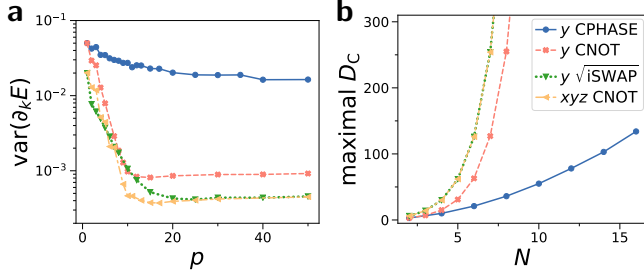 a
10⁻¹
10⁻²
10⁻³
var(∂ₖE)
0
20
40
p
b
300
200
100
0
maximal D_C
5
10
15
N
y CPHASE
y CNOT
y √iSWAP
xyz CNOT